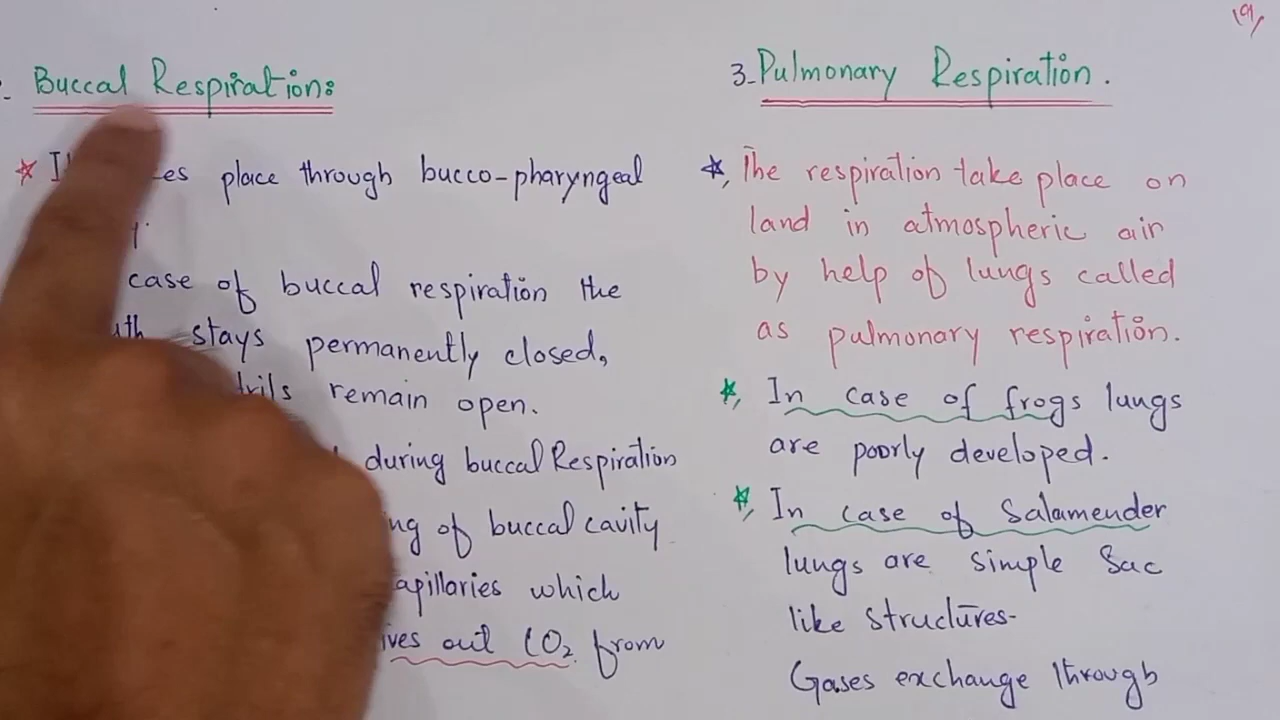 Buccal Respiration:
place through bucco-pharyngeal
case of buccal respiration the
stays permanently closed,
remain open.
during buccal Respiration
of buccal cavity
which
out CO2 from
3- Pulmonary Respiration.
The respiration take place on
land in atmospheric air
by help of lungs called
as pulmonary respiration.
In case of frogs lungs
are poorly developed.
In case of Salamender
lungs are simple Sac
like structures-
Gases exchange through